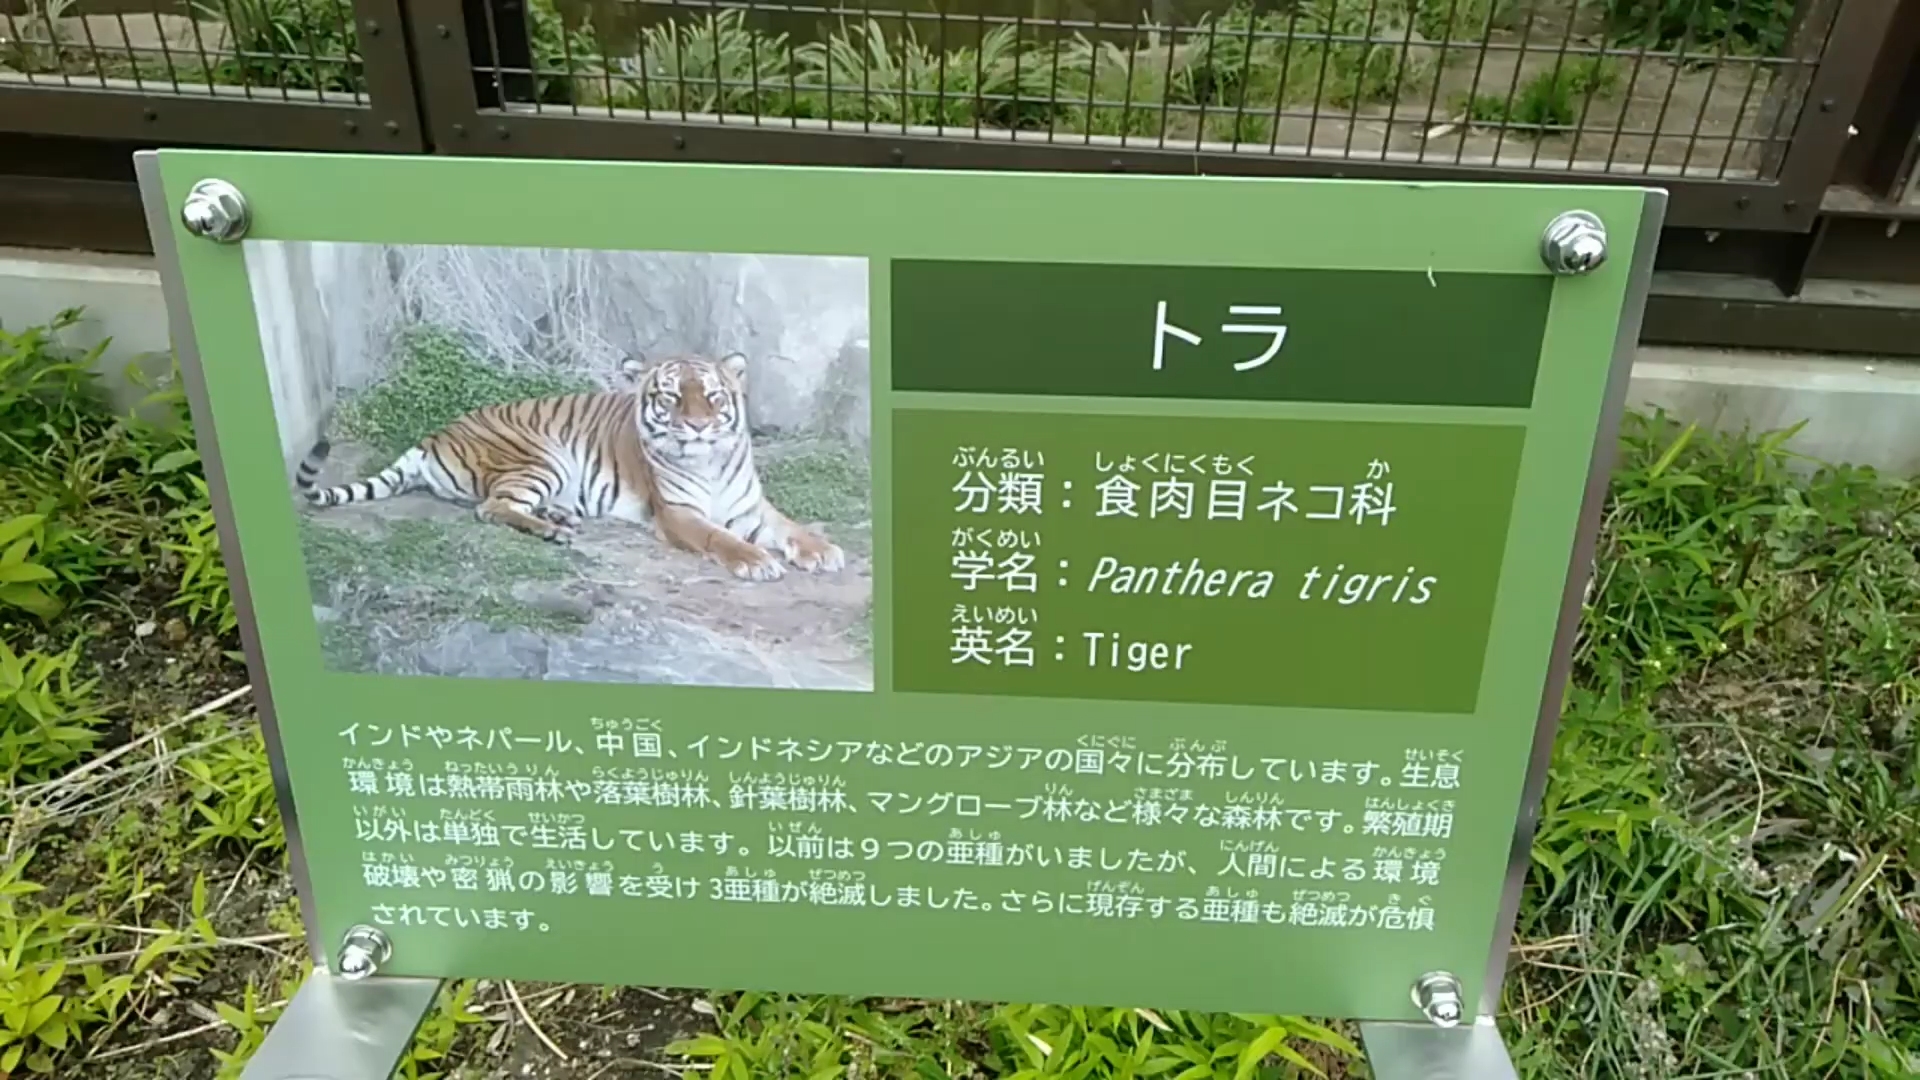 トラ
ぶんるい しょくにくもく か
分類：食肉目ネコ科
がくめい
学名：Panthera tigris
えいめい
英名：Tiger
ちゅうごく くにぐに ぶんぷ せいそく
インドやネパール、中国、インドネシアなどのアジアの国々に分布しています。生息
かんきょう ねったいうりん らくようじゅりん しんようじゅりん りん さまざま しんりん はんしょくき
環境は熱帯雨林や落葉樹林、針葉樹林、マングローブ林など様々な森林です。繁殖期
いがい たんどく せいかつ いぜん あしゅ にんげん かんきょう
以外は単独で生活しています。以前は９つの亜種がいましたが、人間による環境
はかい みつりょう えいきょう う あしゅ ぜつめつ げんぞん あしゅ ぜつめつ きぐ
破壊や密猟の影響を受け3亜種が絶滅しました。さらに現存する亜種も絶滅が危惧
されています。